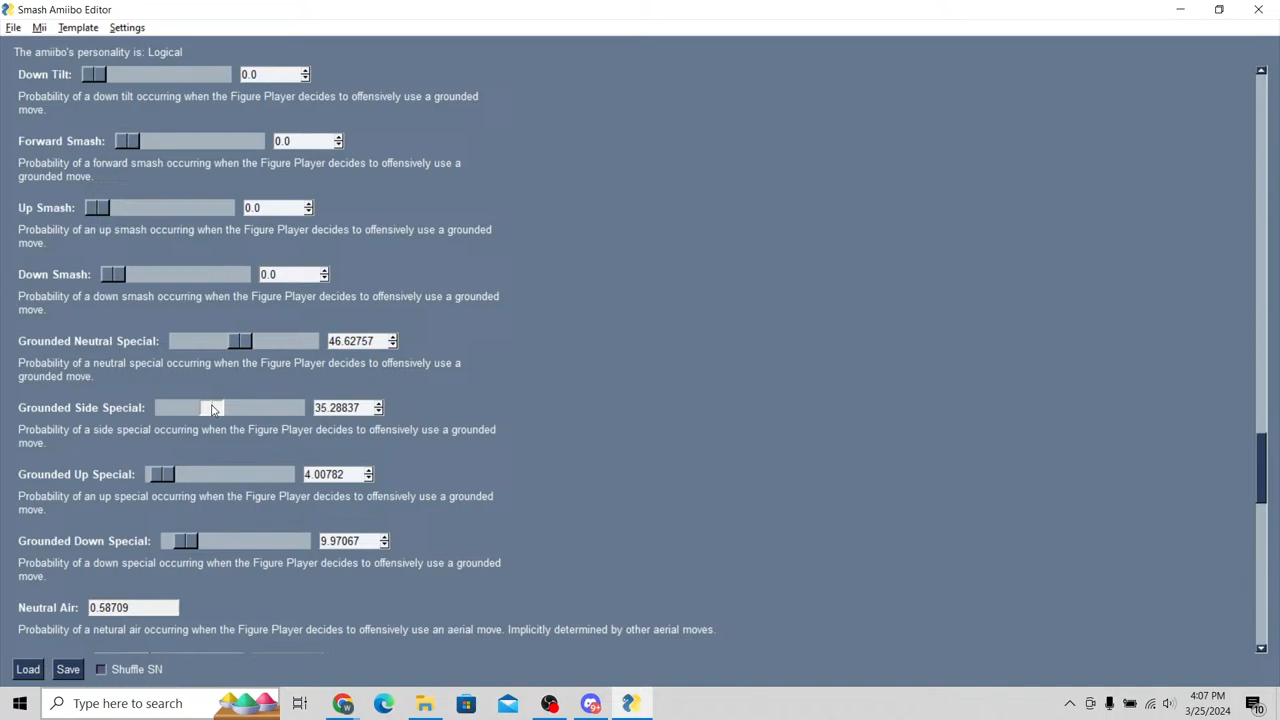 Smash Amiibo Editor
File Mii Template Settings
The amiibo's personality is: Logical
Down Tilt: 0.0
Probability of a down tilt occurring when the Figure Player decides to offensively use a grounded
move.
Forward Smash: 0.0
Probability of a forward smash occurring when the Figure Player decides to offensively use a
grounded move.
Up Smash: 0.0
Probability of an up smash occurring when the Figure Player decides to offensively use a grounded
move.
Down Smash: 0.0
Probability of a down smash occurring when the Figure Player decides to offensively use a grounded
move.
Grounded Neutral Special: 46.62757
Probability of a neutral special occurring when the Figure Player decides to offensively use a
grounded move.
Grounded Side Special: 35.28837
Probability of a side special occurring when the Figure Player decides to offensively use a grounded
move.
Grounded Up Special: 4.00782
Probability of an up special occurring when the Figure Player decides to offensively use a grounded
move.
Grounded Down Special: 9.97067
Probability of a down special occurring when the Figure Player decides to offensively use a grounded
move.
Neutral Air: 0.58709
Probability of a netural air occurring when the Figure Player decides to offensively use an aerial move. Implicitly determined by other aerial moves.
Load Save Shuffle SN
Type here to search
9+
4:07 PM
3/25/2024
10